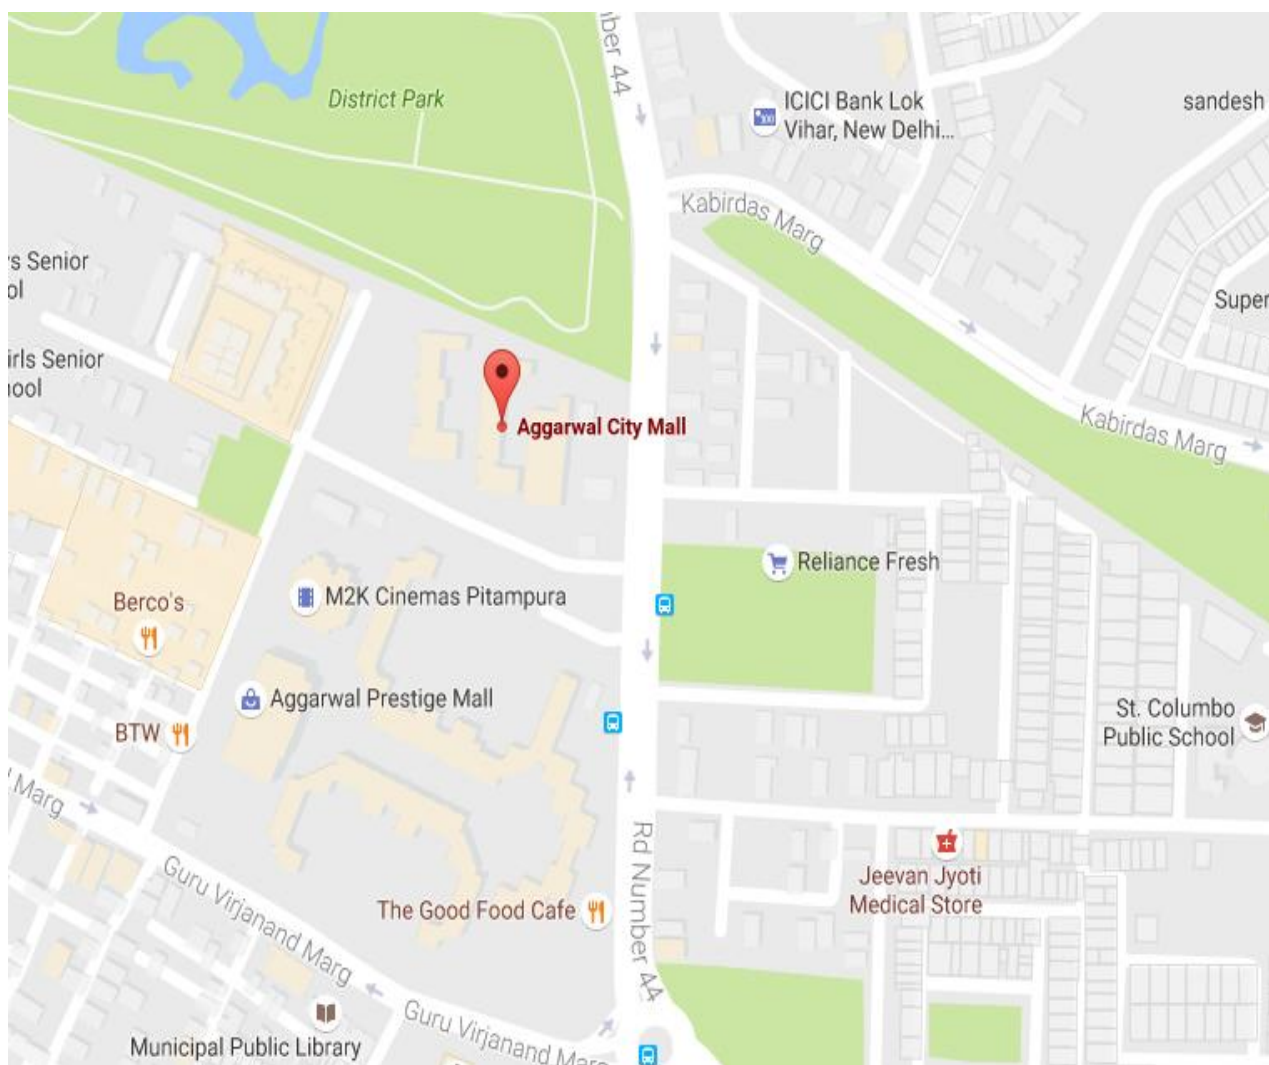 nber 44
District Park
ICICI Bank Lok
Vihar, New Delhi...
sandesh
Kabirdas Marg
rs Senior
ol
Super
irls Senior
hool
Aggarwal City Mall
Kabirdas Marg
Reliance Fresh
M2K Cinemas Pitampura
Berco's
Aggarwal Prestige Mall
BTW
St. Columbo
Public School
Marg
Rd Number 44
Guru Virjanand Marg
Jeevan Jyoti
Medical Store
The Good Food Cafe
Guru Virjanand Marg
Municipal Public Library